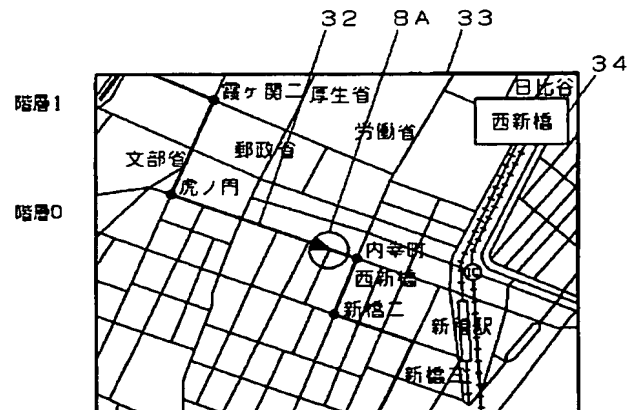 32
8A
33
34
階層1
階層0
日比谷
西新橋
霞ヶ関二
厚生省
労働省
郵政省
文部省
虎ノ門
内幸町
西新橋
新橋二
新橋駅
新橋三